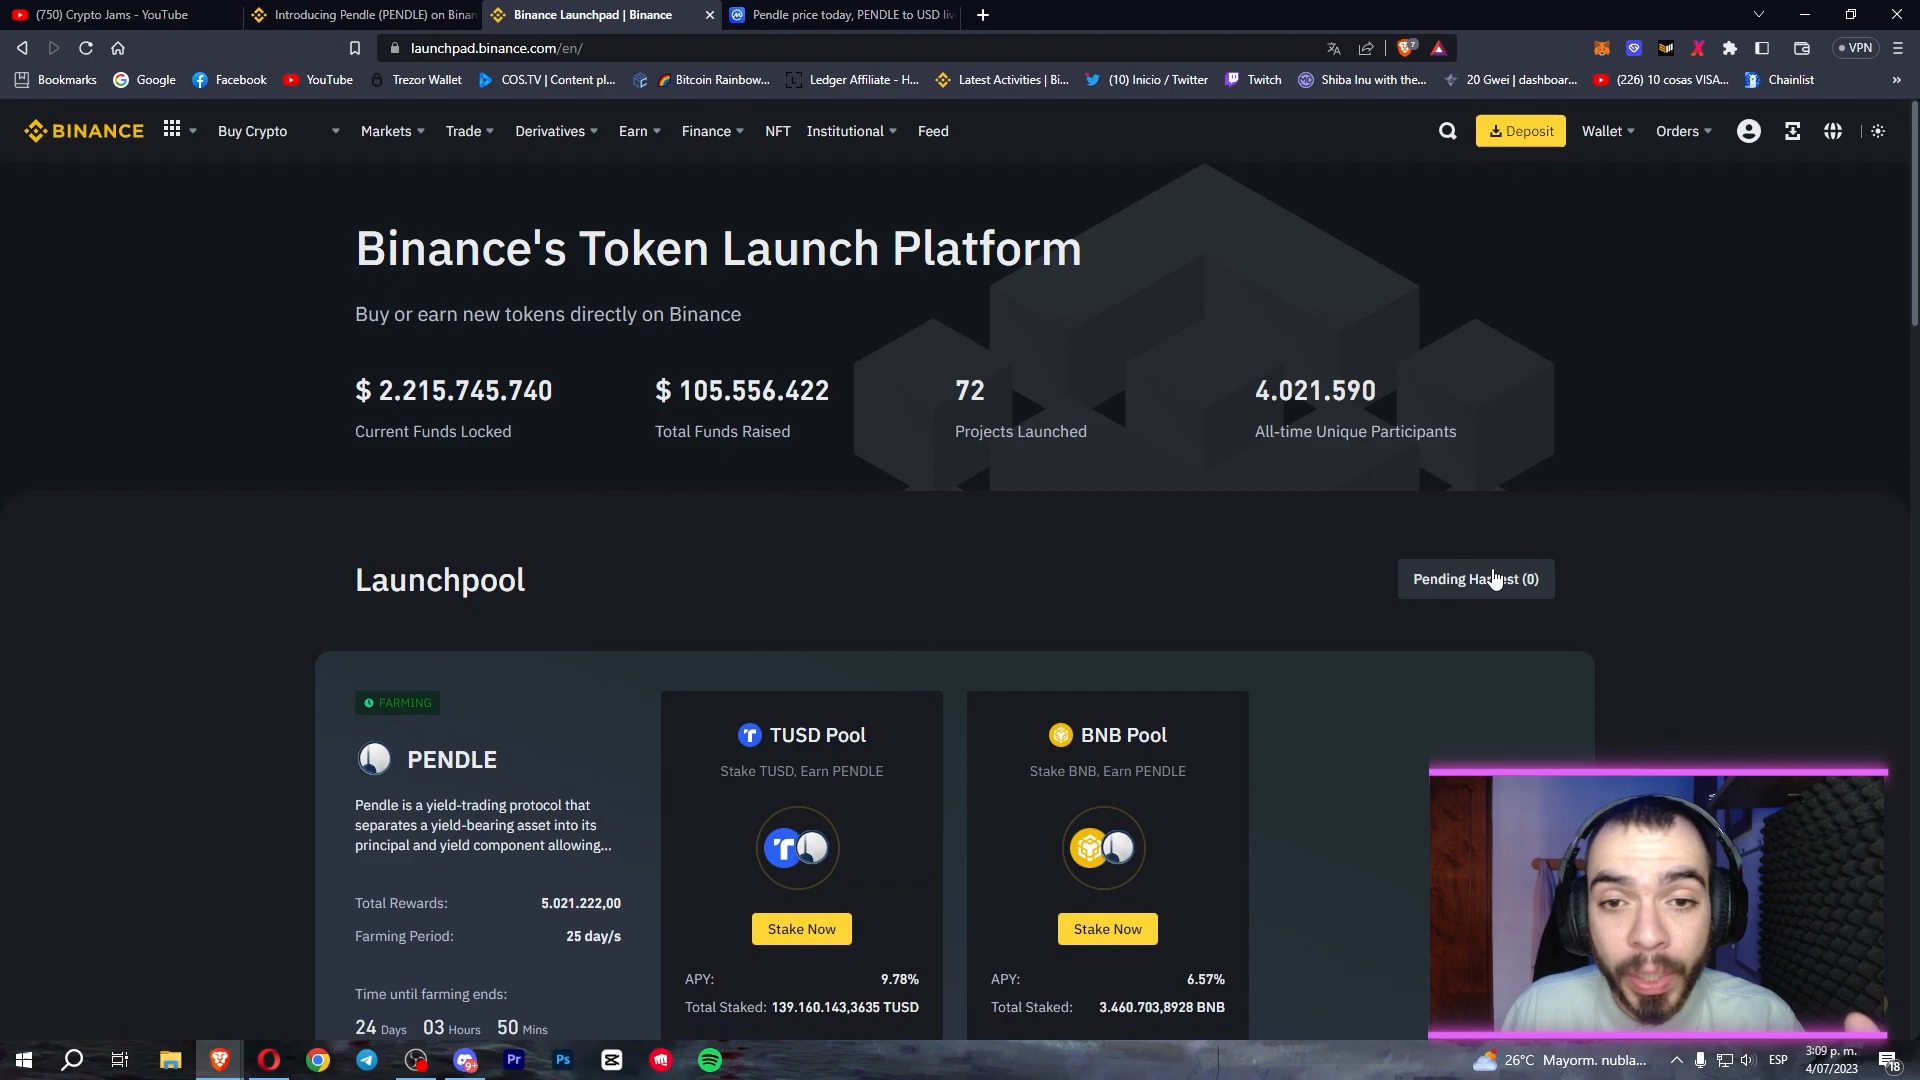 (750) Crypto Jams - YouTube
Introducing Pendle (PENDLE) on Binan
Binance Launchpad | Binance
Pendle price today, PENDLE to USD liv
launchpad.binance.com/en/
7
VPN
Bookmarks
Google
Facebook
YouTube
Trezor Wallet
COS.TV | Content pl...
Bitcoin Rainbow...
Ledger Affiliate - H...
Latest Activities | Bi...
(10) Inicio / Twitter
Twitch
Shiba Inu with the...
20 Gwei | dashboar...
(226) 10 cosas VISA...
Chainlist
»
BINANCE
Buy Crypto
Markets
Trade
Derivatives
Earn
Finance
NFT
Institutional
Feed
Deposit
Wallet
Orders
Binance's Token Launch Platform
Buy or earn new tokens directly on Binance
$ 2.215.745.740
$ 105.556.422
72
4.021.590
Current Funds Locked
Total Funds Raised
Projects Launched
All-time Unique Participants
Launchpool
Pending Harvest (0)
FARMING
PENDLE
Pendle is a yield-trading protocol that
separates a yield-bearing asset into its
principal and yield component allowing...
Total Rewards: 5.021.222,00
Farming Period: 25 day/s
Time until farming ends:
24 Days 03 Hours 50 Mins
TUSD Pool
Stake TUSD, Earn PENDLE
Stake Now
APY: 9.78%
Total Staked: 139.160.143,3635 TUSD
BNB Pool
Stake BNB, Earn PENDLE
Stake Now
APY: 6.57%
Total Staked: 3.460.703,8928 BNB
9+
Pr
Ps
26°C Mayorm. nubla...
ESP
3:09 p. m.
4/07/2023
18